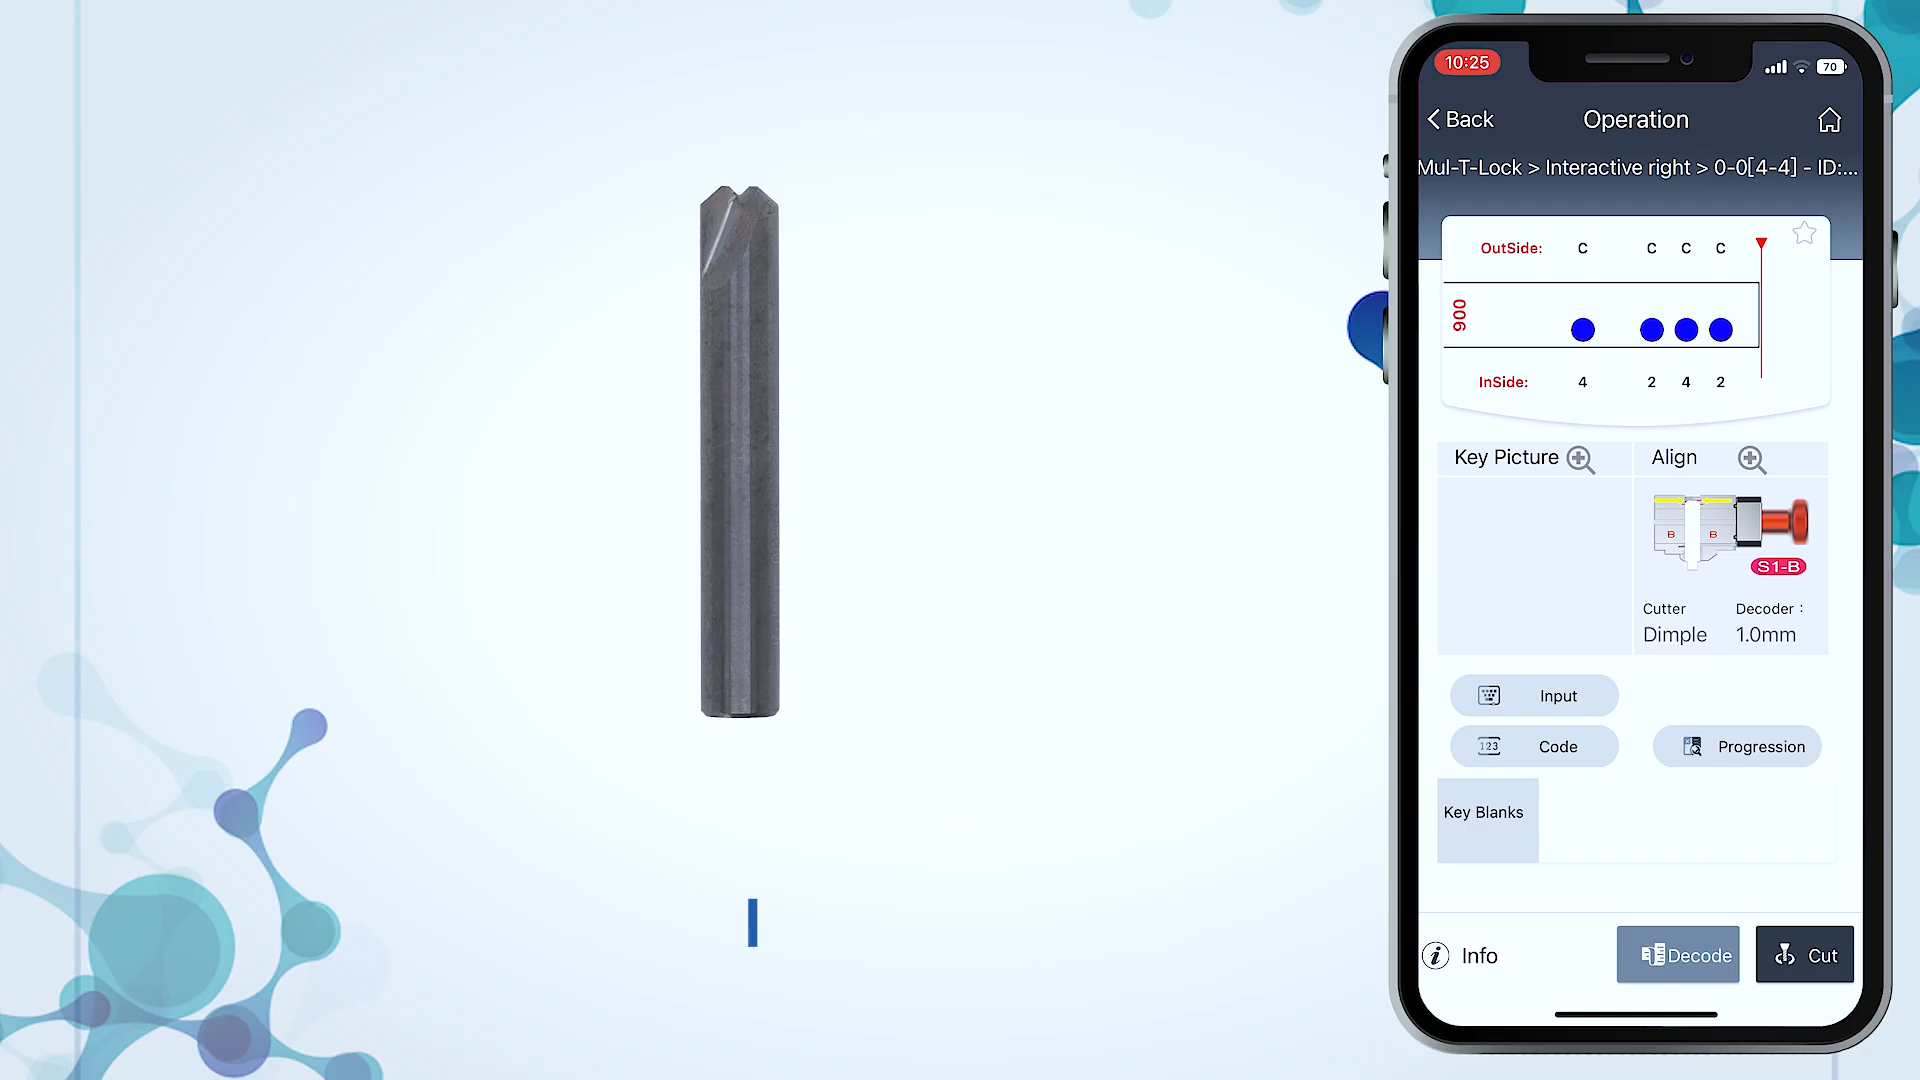 10:25
70
Back
Operation
Mul-T-Lock > Interactive right > 0-0[4-4] - ID:...
OutSide: C C C C
900
InSide: 4 2 4 2
Key Picture
Align
B B
S1-B
Cutter
Decoder :
Dimple
1.0mm
Input
123 Code
Progression
Key Blanks
i Info
Decode
Cut